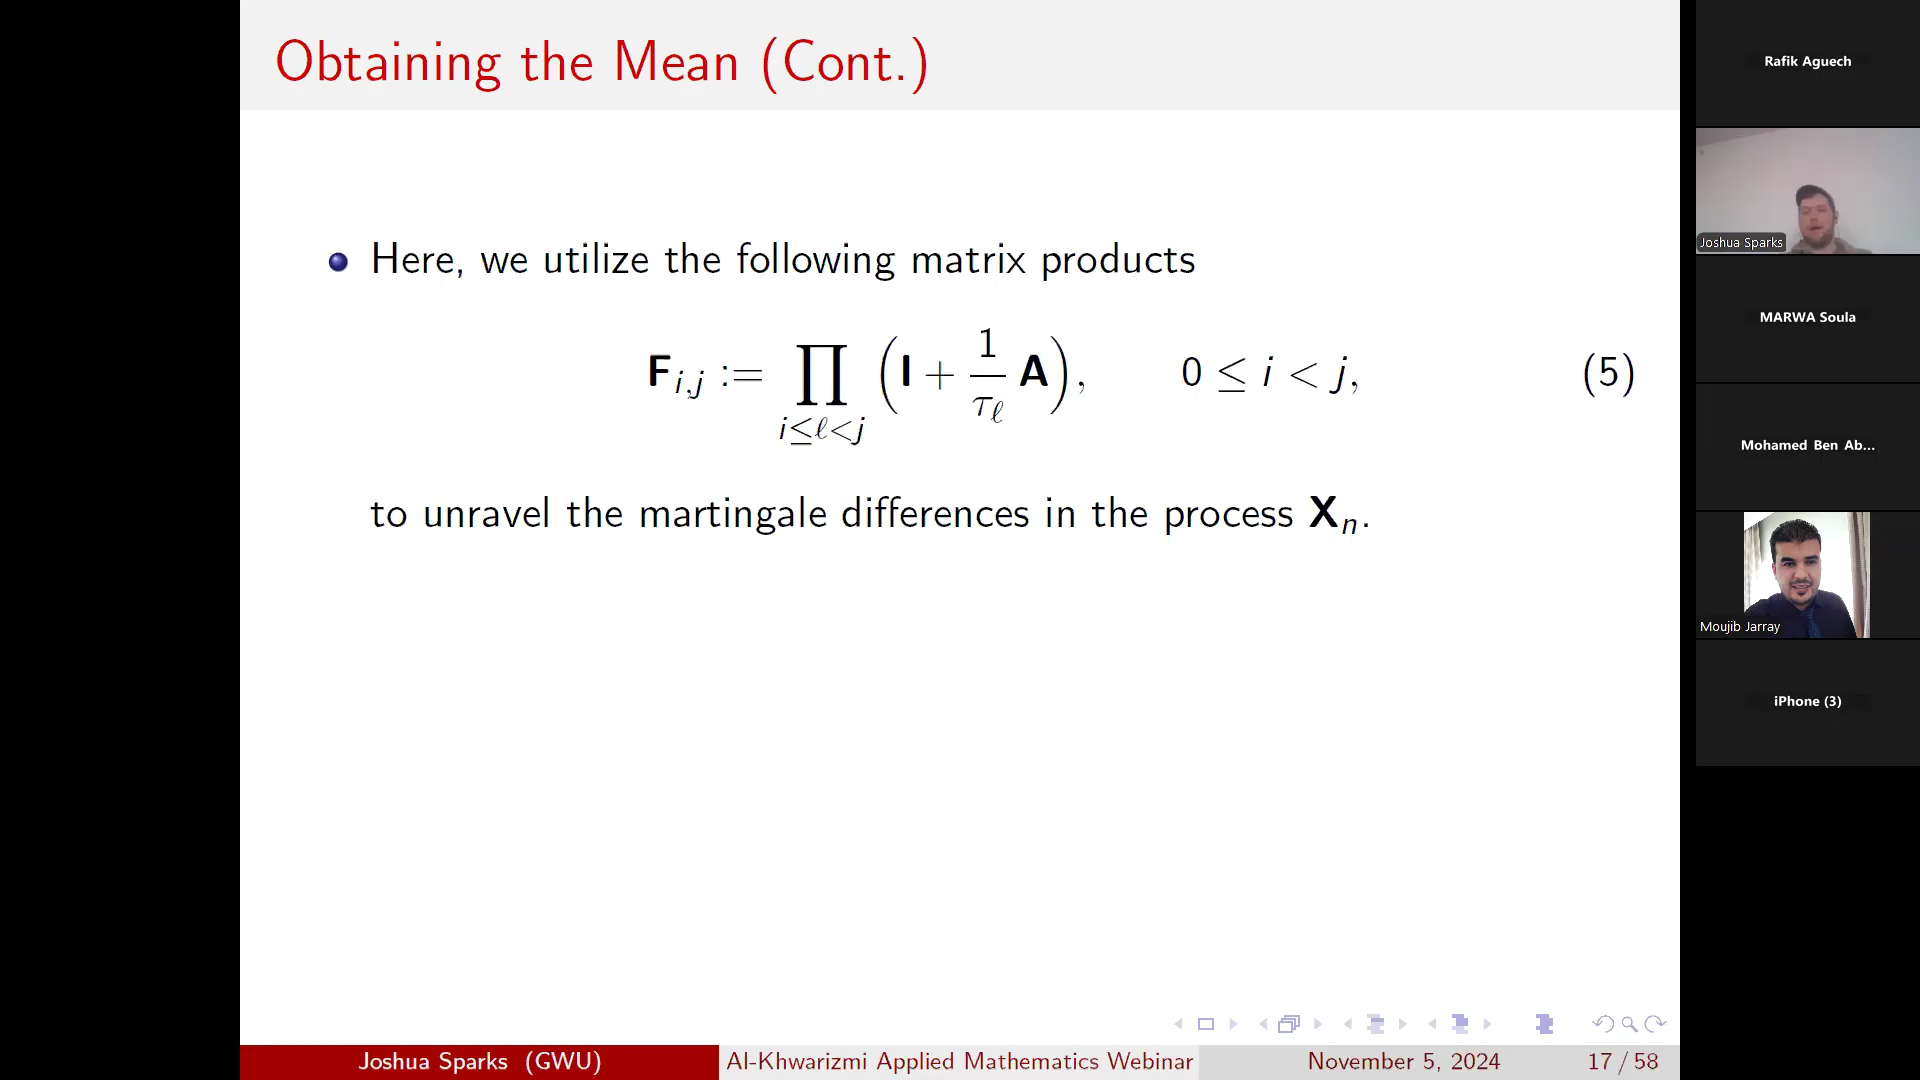 Obtaining the Mean (Cont.)
Here, we utilize the following matrix products
F_{i,j} := ∏_{i≤ℓ<j} (I + \frac{1}{τ_ℓ} A), 0 ≤ i < j, (5)
to unravel the martingale differences in the process X_n.
Joshua Sparks (GWU)
Al-Khwarizmi Applied Mathematics Webinar
November 5, 2024
17 / 58
Rafik Aguech
Joshua Sparks
MARWA Soula
Mohamed Ben Ab...
Moujib Jarray
iPhone (3)